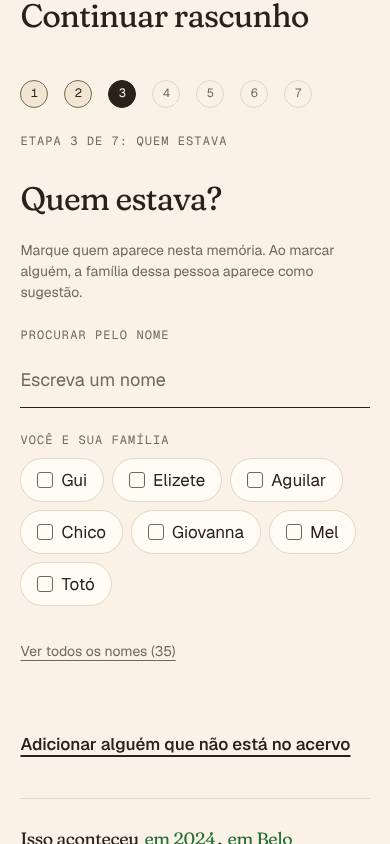 Continuar rascunho
1 2 3 4 5 6 7
ETAPA 3 DE 7: QUEM ESTAVA
Quem estava?
Marque quem aparece nesta memória. Ao marcar
alguém, a família dessa pessoa aparece como
sugestão.
PROCURAR PELO NOME
Escreva um nome
VOCÊ E SUA FAMÍLIA
Gui Elizete Aguilar
Chico Giovanna Mel
Totó
Ver todos os nomes (35)
Adicionar alguém que não está no acervo
Isso aconteceu em 2024, em Belo